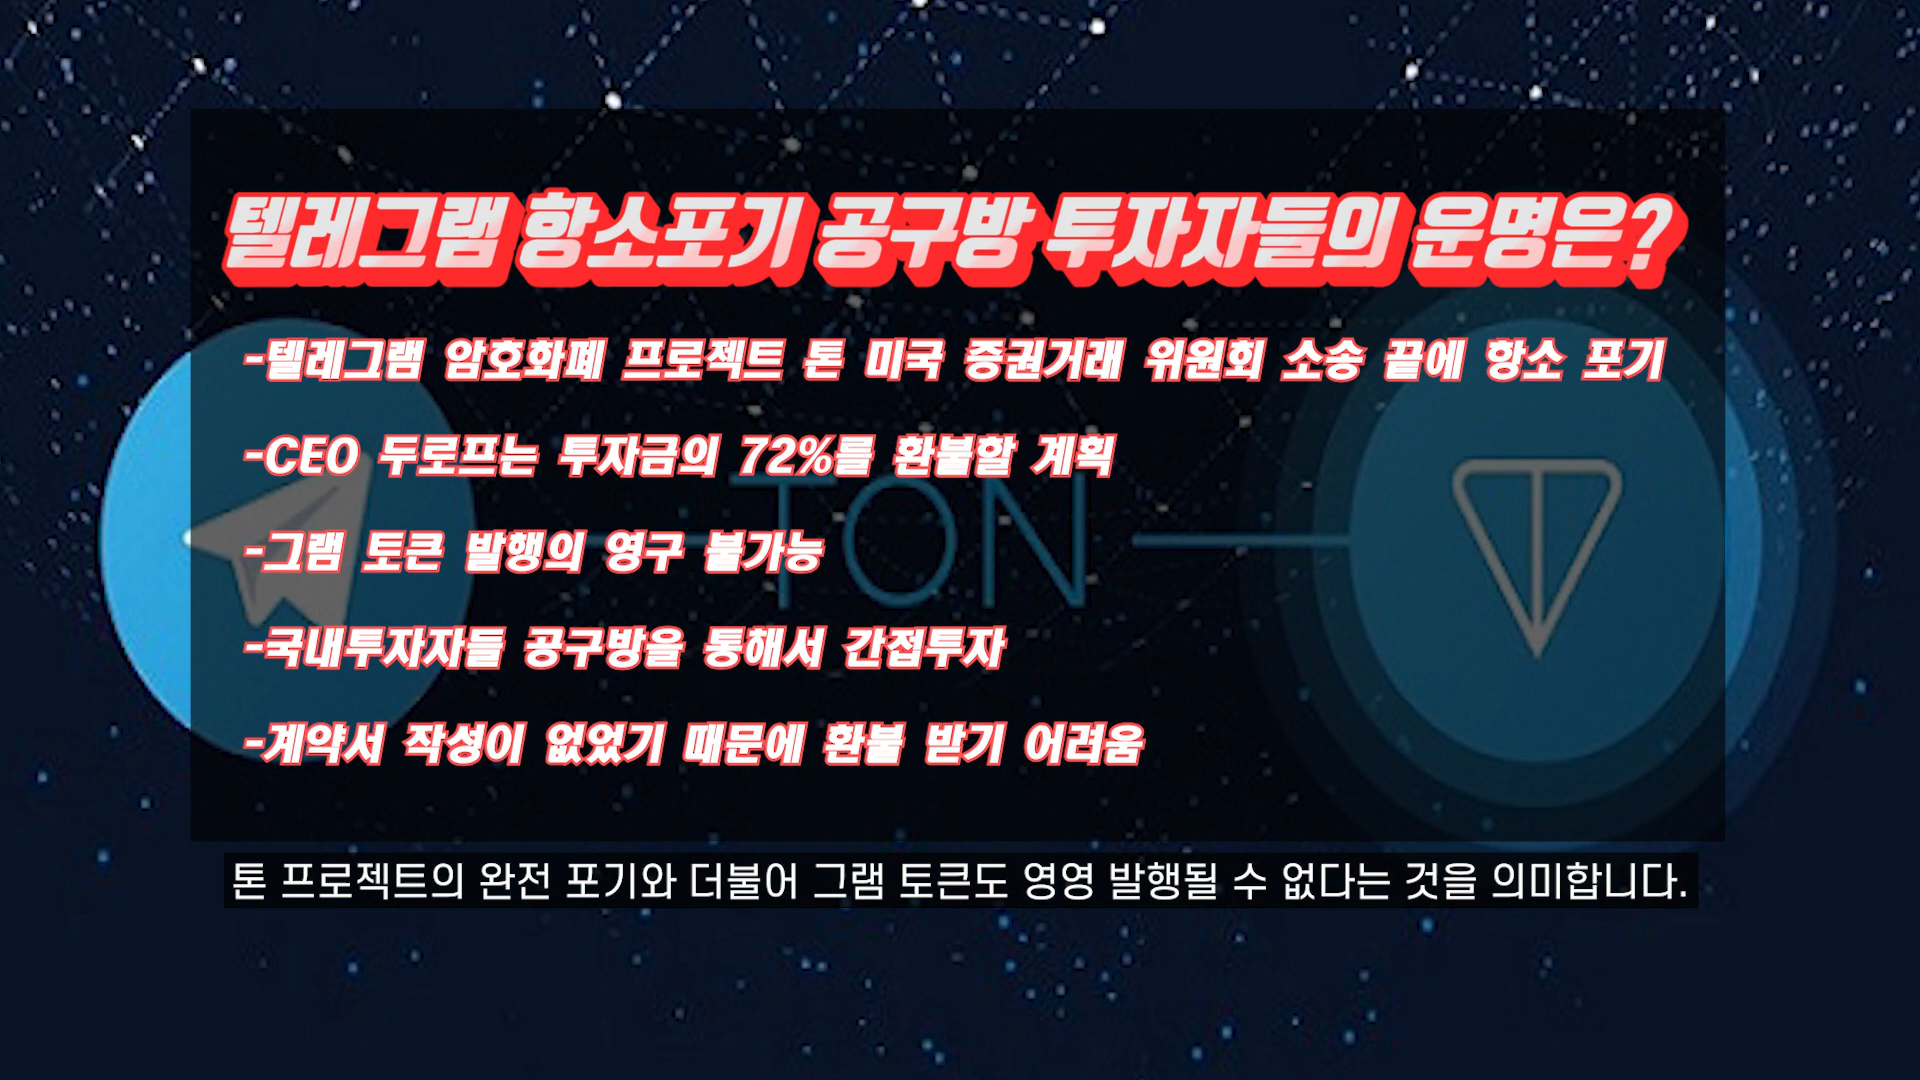 텔레그램 항소포기 공구방 투자자들의 운명은?
-텔레그램 암호화폐 프로젝트 톤 미국 증권거래 위원회 소송 끝에 항소 포기
-CEO 두로프는 투자금의 72%를 환불할 계획
TON
-그램 토큰 발행의 영구 불가능
-국내투자자들 공구방을 통해서 간접투자
-계약서 작성이 없었기 때문에 환불 받기 어려움
톤 프로젝트의 완전 포기와 더불어 그램 토큰도 영영 발행될 수 없다는 것을 의미합니다.